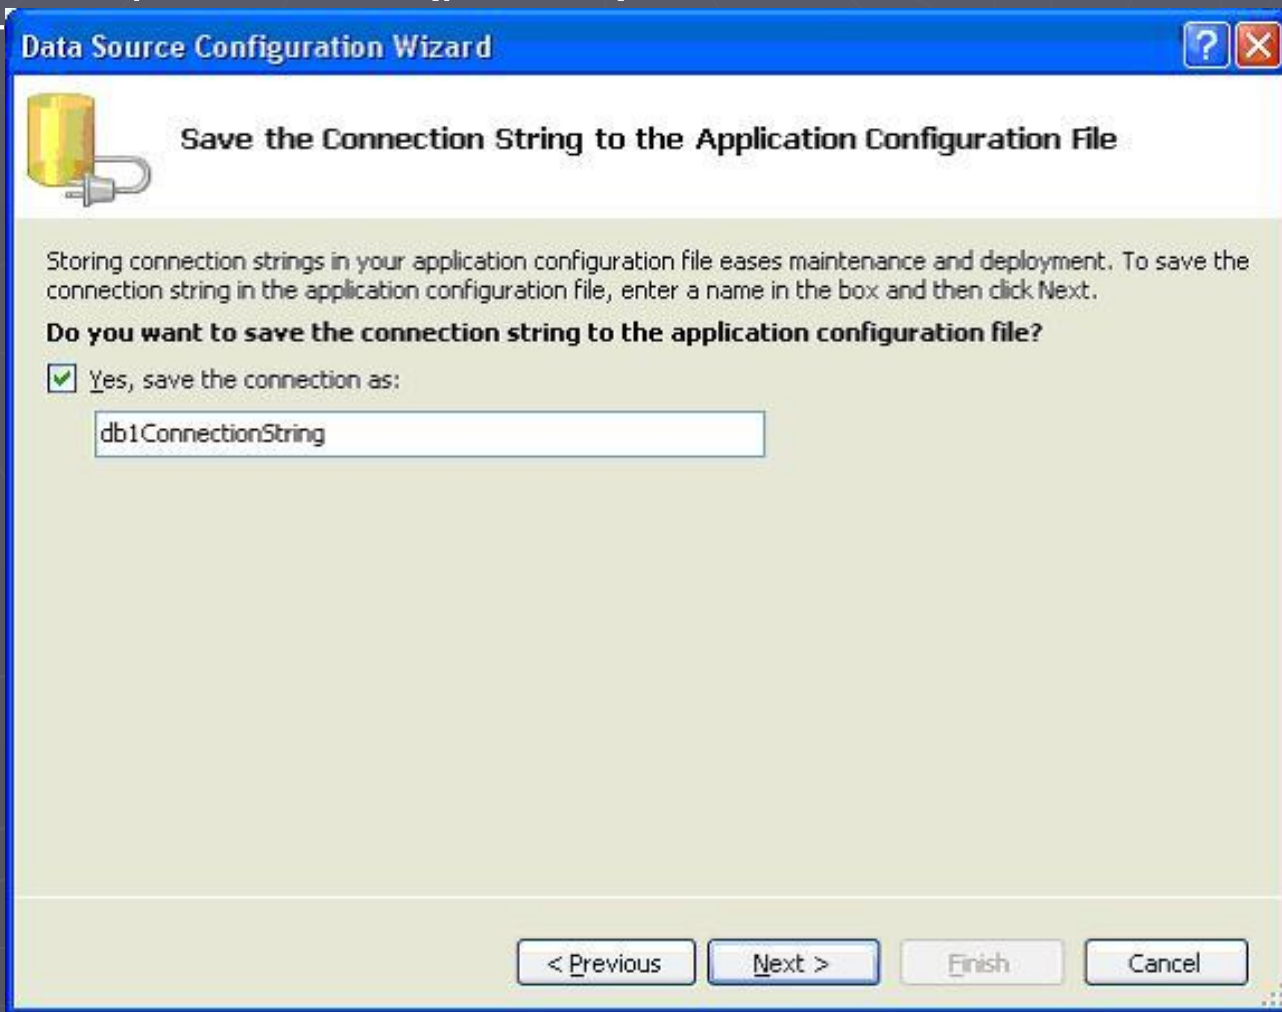 Data Source Configuration Wizard
?
Save the Connection String to the Application Configuration File
Storing connection strings in your application configuration file eases maintenance and deployment. To save the
connection string in the application configuration file, enter a name in the box and then click Next.
Do you want to save the connection string to the application configuration file?
Yes, save the connection as:
db1ConnectionString
< Previous
Next >
Finish
Cancel